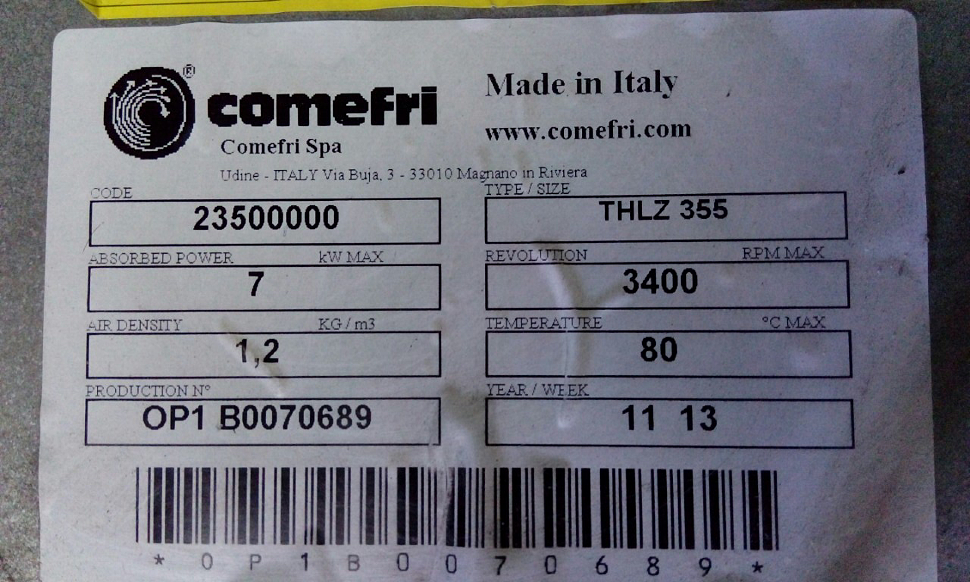 ®
comefri
Comefri Spa
Made in Italy
www.comefri.com
Udine - ITALY Via Buja, 3 - 33010 Magnano in Riviera
CODE
23500000
TYPE / SIZE
THLZ 355
ABSORBED POWER kW MAX
7
REVOLUTION RPM MAX
3400
AIR DENSITY KG / m3
1,2
TEMPERATURE °C MAX
80
PRODUCTION N°
OP1 B0070689
YEAR / WEEK
11 13
* 0 P 1 B 0 0 7 0 6 8 9 *